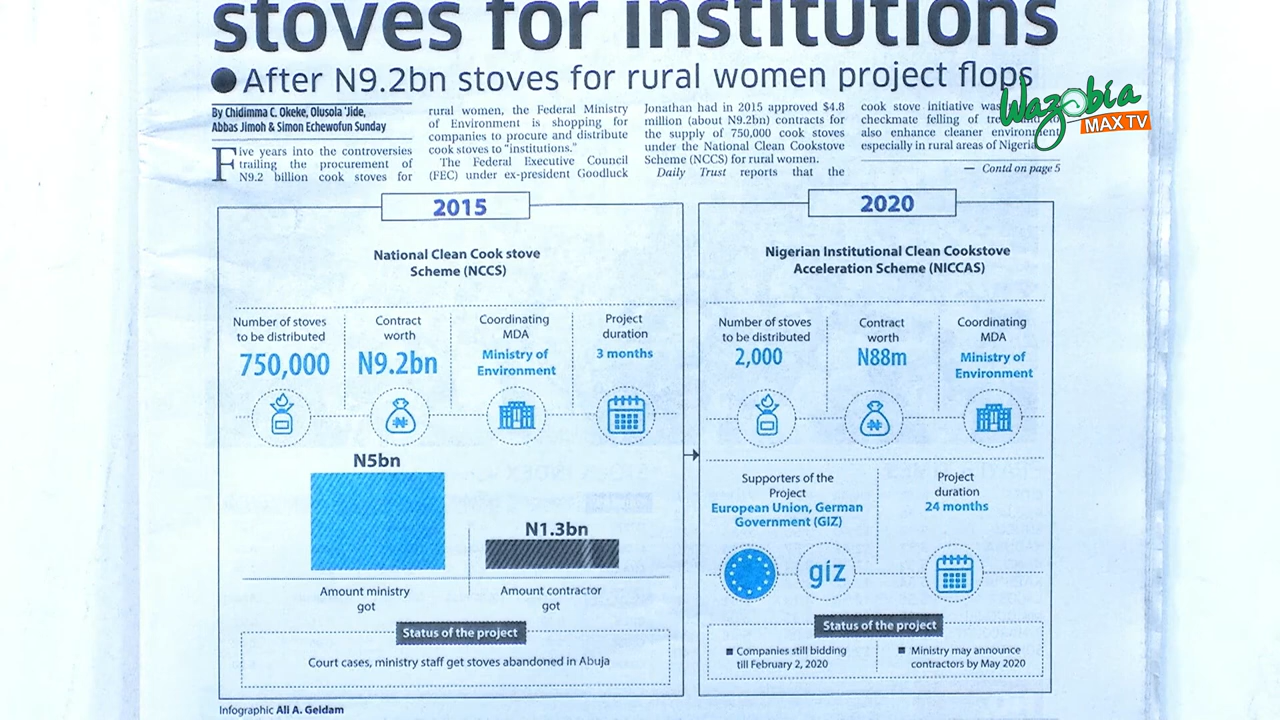 stoves for institutions
● After N9.2bn stoves for rural women project flops
Wazobia
MAX TV
By Chidimma C. Okeke, Olusola 'Jide,
Abbas Jimoh & Simon Echewofun Sunday
Five years into the controversies
trailing the procurement of
N9.2 billion cook stoves for
rural women, the Federal Ministry
of Environment is shopping for
companies to procure and distribute
cook stoves to "institutions."
The Federal Executive Council
(FEC) under ex-president Goodluck
Jonathan had in 2015 approved $4.8
million (about N9.2bn) contracts for
the supply of 750,000 cook stoves
under the National Clean Cookstove
Scheme (NCCS) for rural women.
Daily Trust reports that the
cook stove initiative was
checkmate felling of
also enhance cleaner environment
especially in rural areas of Nigeria
— Contd on page 5
2015
National Clean Cook stove
Scheme (NCCS)
Number of stoves
to be distributed
750,000
Contract
worth
N9.2bn
Coordinating
MDA
Ministry of
Environment
Project
duration
3 months
N5bn
N1.3bn
Amount ministry
got
Amount contractor
got
Status of the project
Court cases, ministry staff get stoves abandoned in Abuja
2020
Nigerian Institutional Clean Cookstove
Acceleration Scheme (NICCAS)
Number of stoves
to be distributed
2,000
Contract
worth
N88m
Coordinating
MDA
Ministry of
Environment
Supporters of the
Project
European Union, German
Government (GIZ)
giz
Project
duration
24 months
Status of the project
Companies still bidding
till February 2, 2020
Ministry may announce
contractors by May 2020
Infographic Ali A. Geidam